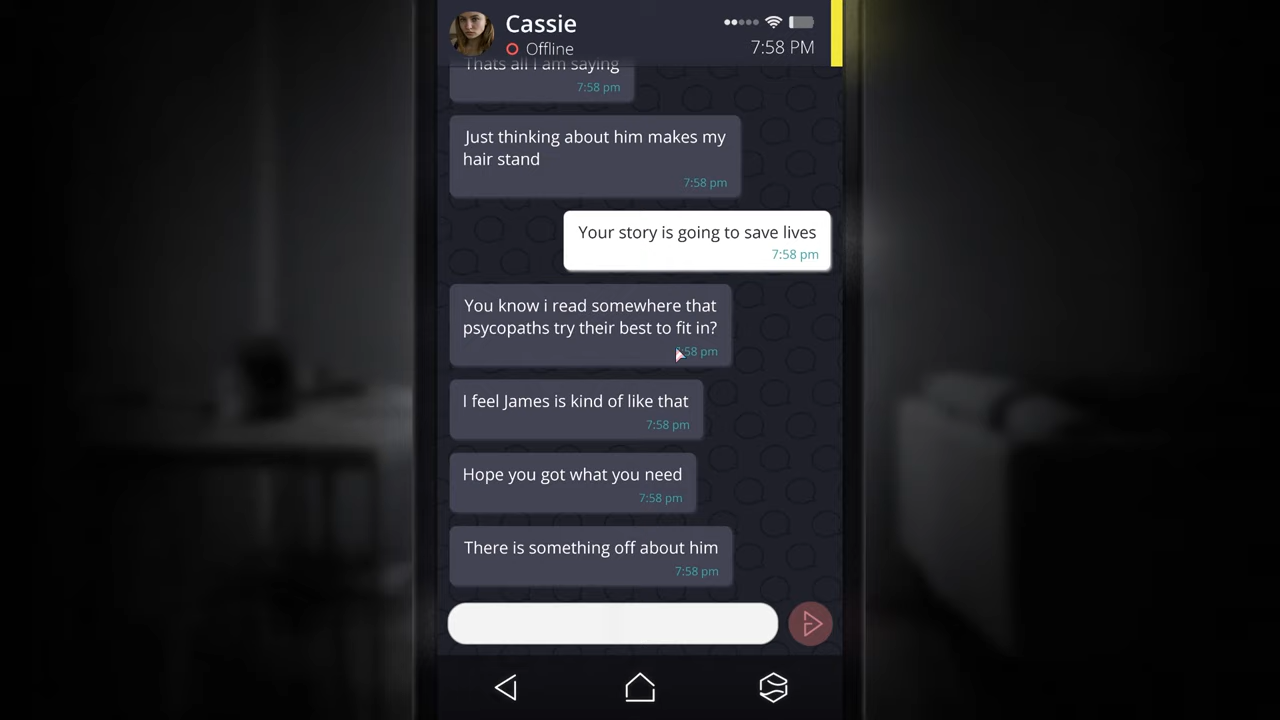 Cassie
Offline
7:58 PM
Thats all I am saying
7:58 pm
Just thinking about him makes my
hair stand
7:58 pm
Your story is going to save lives
7:58 pm
You know i read somewhere that
psycopaths try their best to fit in?
7:58 pm
I feel James is kind of like that
7:58 pm
Hope you got what you need
7:58 pm
There is something off about him
7:58 pm